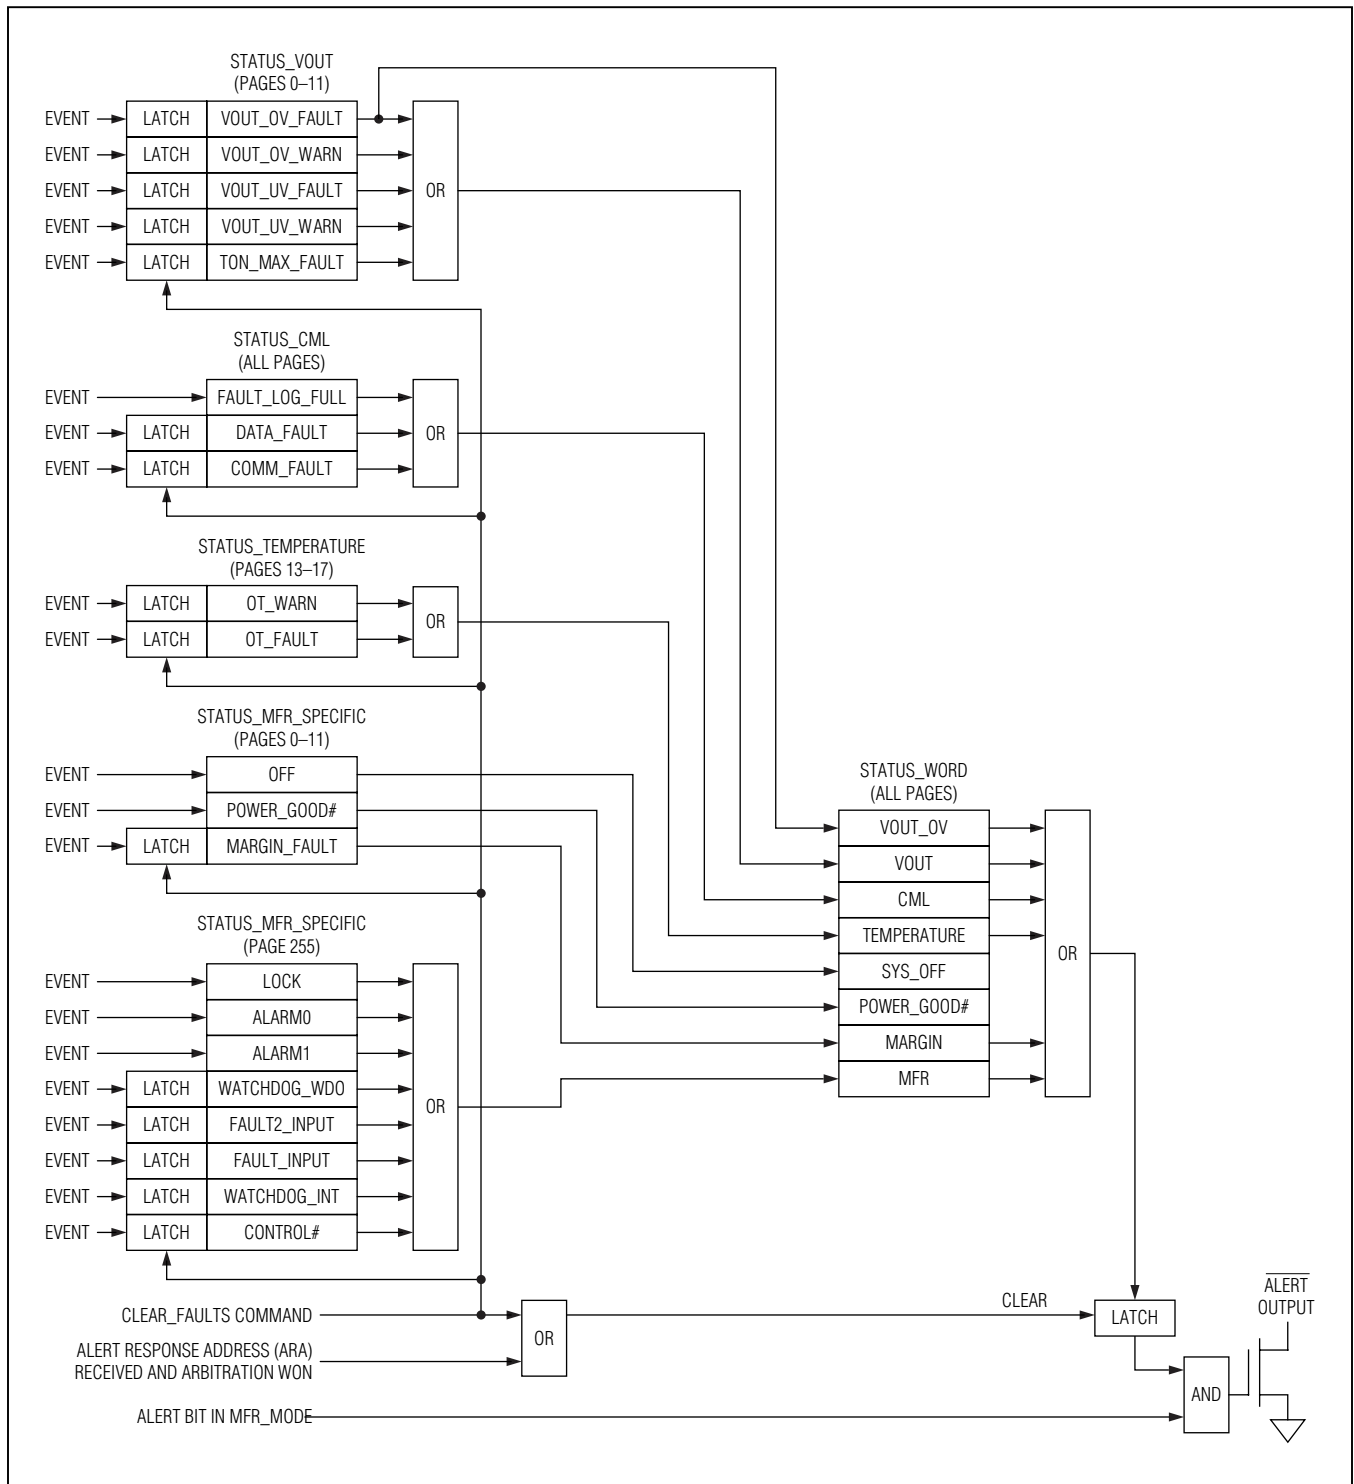 STATUS_VOUT
(PAGES 0–11)
EVENT LATCH VOUT_OV_FAULT
EVENT LATCH VOUT_OV_WARN
EVENT LATCH VOUT_UV_FAULT OR
EVENT LATCH VOUT_UV_WARN
EVENT LATCH TON_MAX_FAULT
STATUS_CML
(ALL PAGES)
EVENT FAULT_LOG_FULL
EVENT LATCH DATA_FAULT OR
EVENT LATCH COMM_FAULT
STATUS_TEMPERATURE
(PAGES 13–17)
EVENT LATCH OT_WARN
OR
EVENT LATCH OT_FAULT
STATUS_MFR_SPECIFIC
(PAGES 0–11)
EVENT OFF
EVENT POWER_GOOD#
EVENT LATCH MARGIN_FAULT
STATUS_WORD
(ALL PAGES)
VOUT_OV
VOUT
CML
TEMPERATURE
OR
SYS_OFF
POWER_GOOD#
MARGIN
MFR
STATUS_MFR_SPECIFIC
(PAGE 255)
EVENT LOCK
EVENT ALARM0
EVENT ALARM1
EVENT LATCH WATCHDOG_WDO
OR
EVENT LATCH FAULT2_INPUT
EVENT LATCH FAULT_INPUT
EVENT LATCH WATCHDOG_INT
EVENT LATCH CONTROL#
CLEAR_FAULTS COMMAND
OR
CLEAR
LATCH
ALERT
OUTPUT
ALERT RESPONSE ADDRESS (ARA)
RECEIVED AND ARBITRATION WON
AND
ALERT BIT IN MFR_MODE